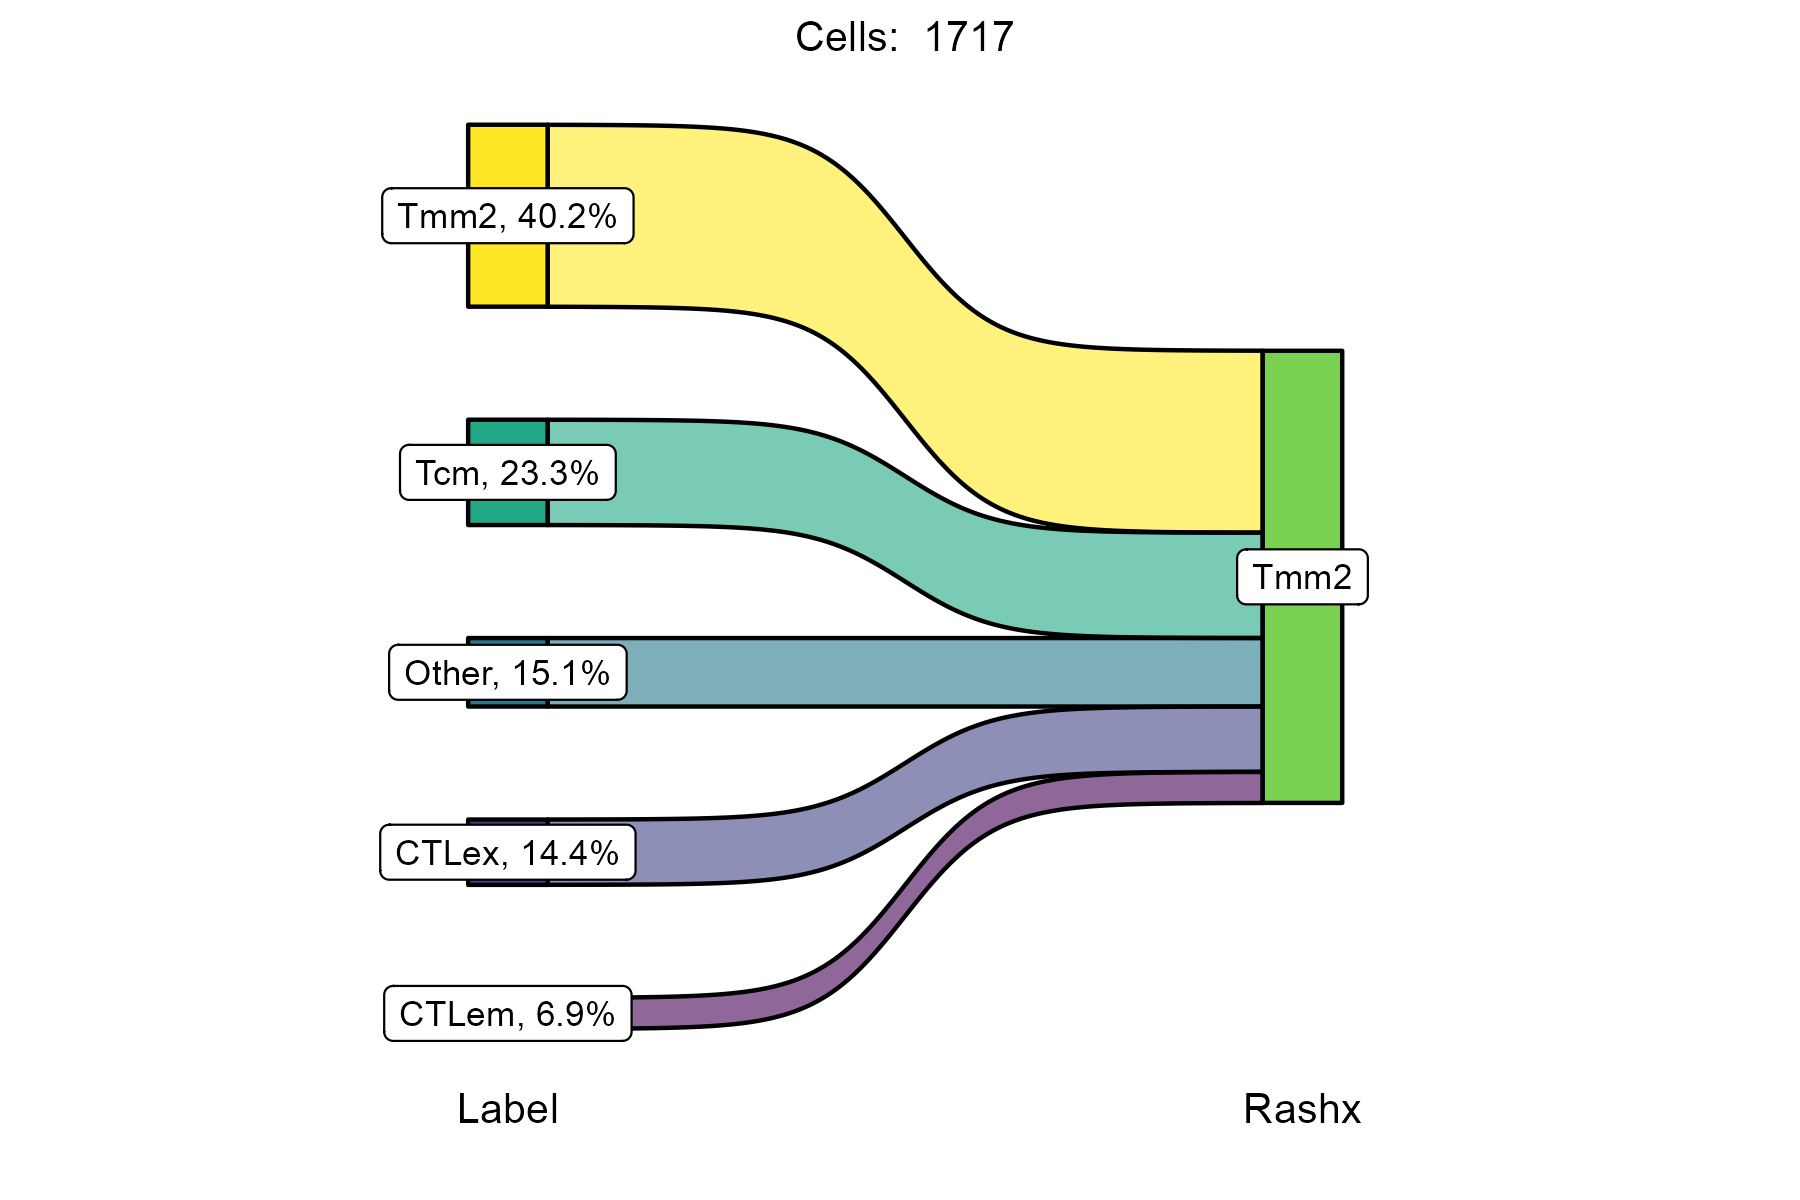 Cells:  1717
Tmm2, 40.2%
Tcm, 23.3%
Tmm2
Other, 15.1%
CTLex, 14.4%
CTLem, 6.9%
Label
Rashx